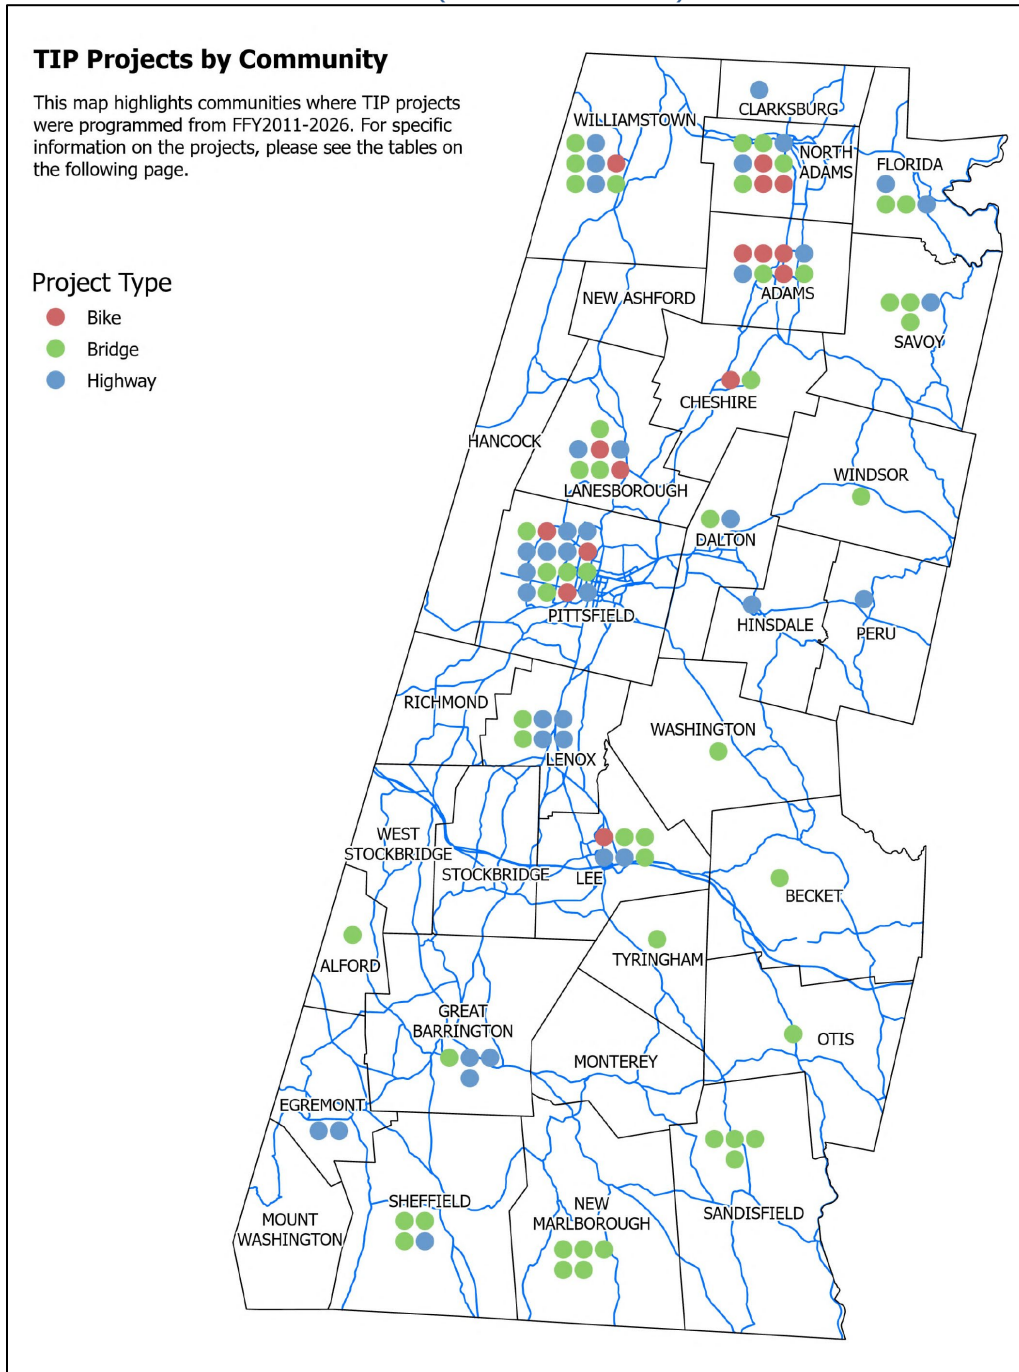 TIP Projects by Community
This map highlights communities where TIP projects
were programmed from FFY2011-2026. For specific
information on the projects, please see the tables on
the following page.
Project Type
Bike
Bridge
Highway
CLARKSBURG
WILLIAMSTOWN
NORTH
ADAMS
FLORIDA
ADAMS
NEW ASHFORD
SAVOY
CHESHIRE
HANCOCK
WINDSOR
LANESBOROUGH
DALTON
PITTSFIELD
HINSDALE
PERU
RICHMOND
WASHINGTON
LENOX
WEST
STOCKBRIDGE
STOCKBRIDGE
LEE
BECKET
TYRINGHAM
ALFORD
GREAT
BARRINGTON
OTIS
MONTEREY
EGREMONT
SHEFFIELD
NEW
MARLBOROUGH
SANDISFIELD
MOUNT
WASHINGTON